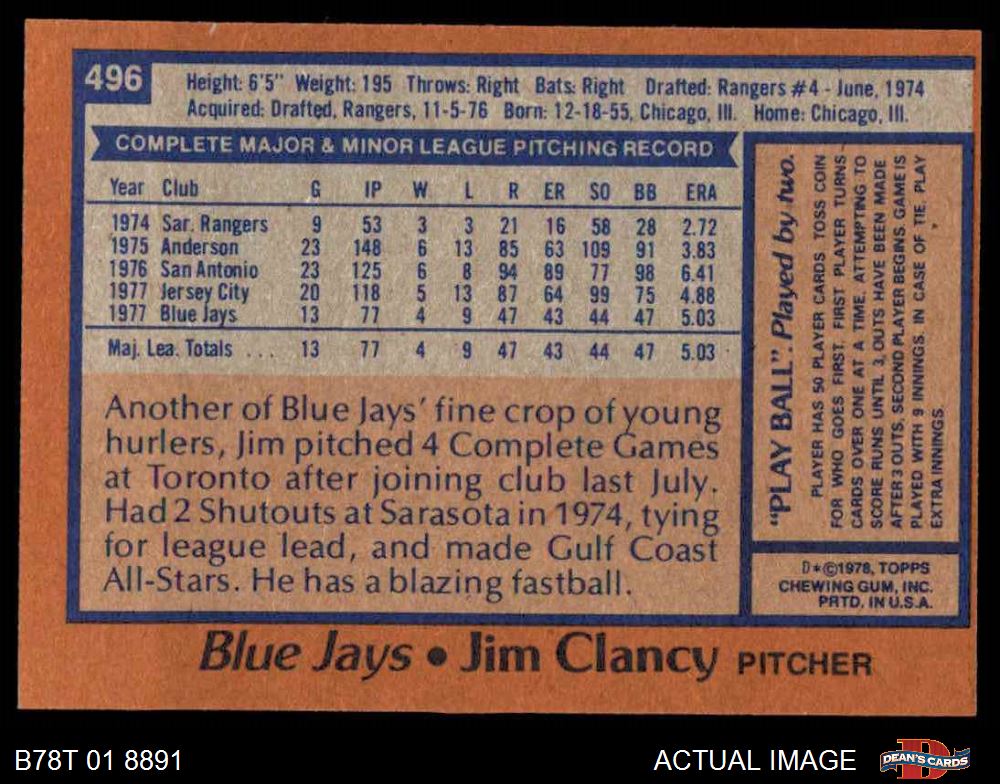 496
Height: 6'5" Weight: 195 Throws: Right Bats: Right Drafted: Rangers #4 - June, 1974
Acquired: Drafted, Rangers, 11-5-76 Born: 12-18-55, Chicago, Ill. Home: Chicago, Ill.
COMPLETE MAJOR & MINOR LEAGUE PITCHING RECORD
Year Club G IP W L R ER SO BB ERA
1974 Sar. Rangers 9 53 3 3 21 16 58 28 2.72
1975 Anderson 23 148 6 13 85 63 109 91 3.83
1976 San Antonio 23 125 6 8 94 89 77 98 6.41
1977 Jersey City 20 118 5 13 87 64 99 75 4.88
1977 Blue Jays 13 77 4 9 47 43 44 47 5.03
Maj. Lea. Totals ... 13 77 4 9 47 43 44 47 5.03
Another of Blue Jays' fine crop of young
hurlers, Jim pitched 4 Complete Games
at Toronto after joining club last July.
Had 2 Shutouts at Sarasota in 1974, tying
for league lead, and made Gulf Coast
All-Stars. He has a blazing fastball.
"PLAY BALL". Played by two.
PLAYER HAS 50 PLAYER CARDS TOSS COIN
FOR WHO GOES FIRST. FIRST PLAYER TURNS
CARDS OVER ONE AT A TIME, ATTEMPTING TO
SCORE RUNS UNTIL 3 OUTS HAVE BEEN MADE
AFTER 3 OUTS, SECOND PLAYER BEGINS. GAME IS
PLAYED WITH 9 INNINGS. IN CASE OF TIE, PLAY
EXTRA INNINGS.
D*©1978, TOPPS
CHEWING GUM, INC.
PRTD. IN U.S.A.
Blue Jays • Jim Clancy PITCHER
B78T 01 8891
ACTUAL IMAGE
DEAN'S CARDS